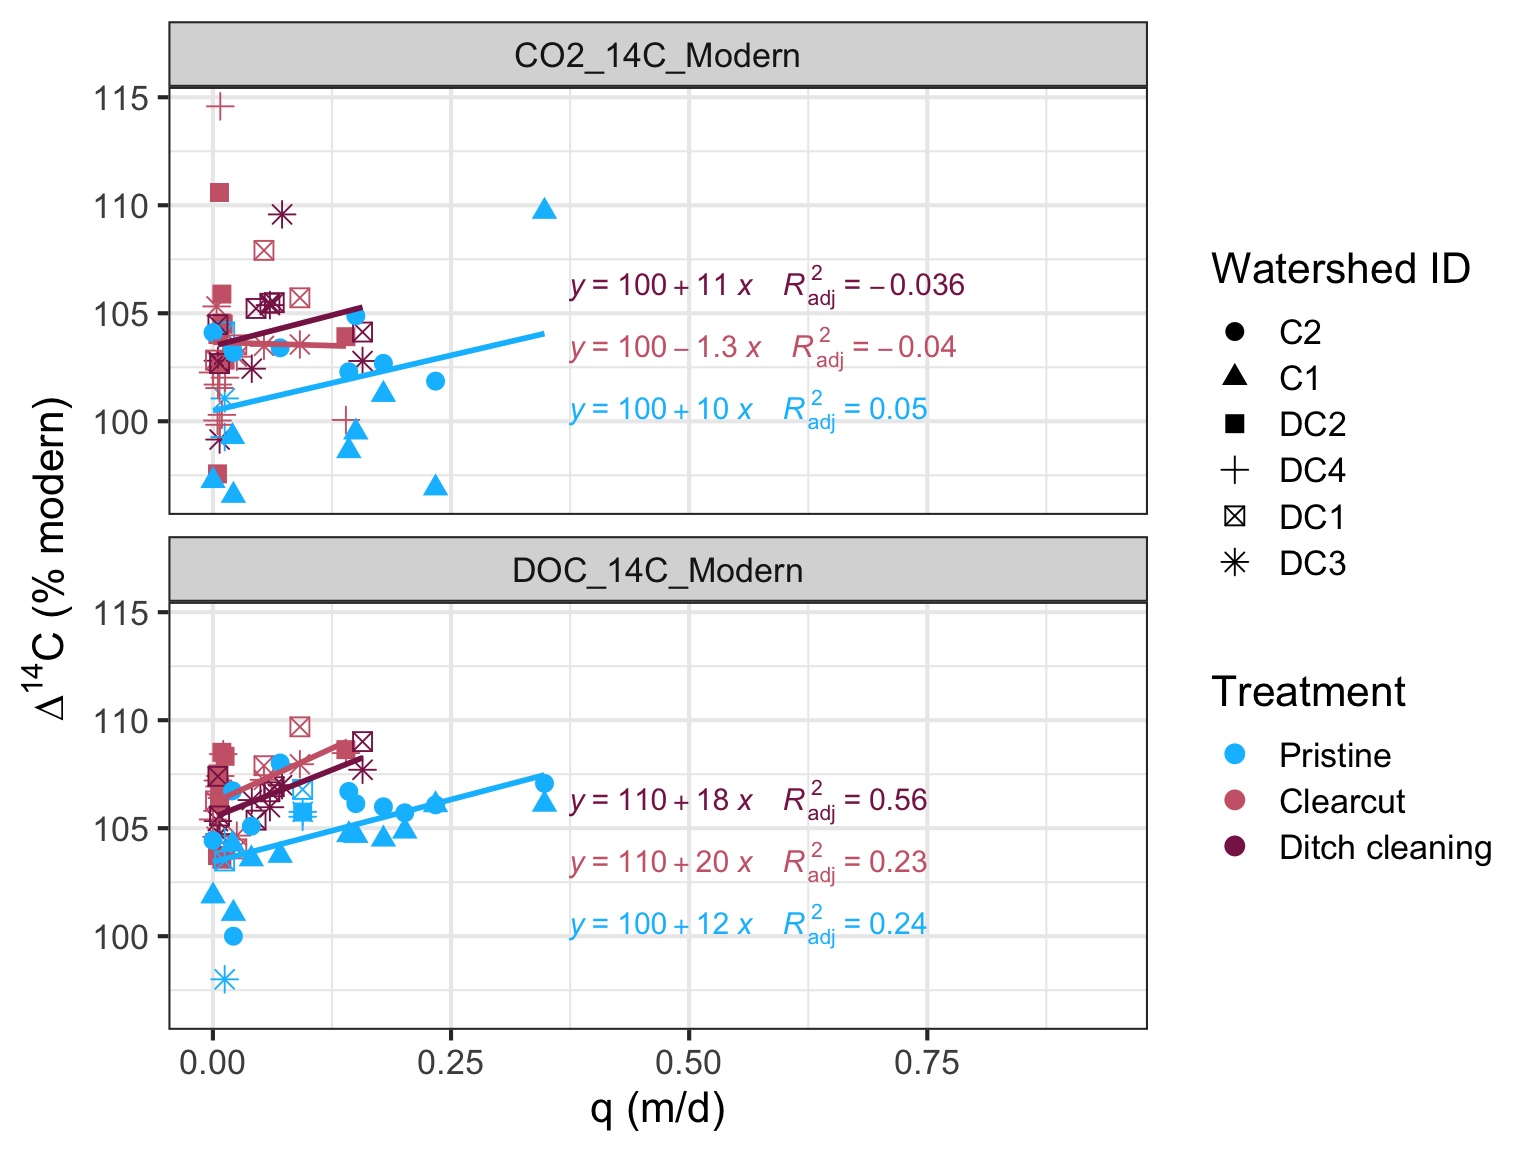 CO2_14C_Modern
115
110
105
100
y = 100 + 11 x R²adj = −0.036
y = 100 − 1.3 x R²adj = −0.04
y = 100 + 10 x R²adj = 0.05
DOC_14C_Modern
115
110
105
100
y = 110 + 18 x R²adj = 0.56
y = 110 + 20 x R²adj = 0.23
y = 100 + 12 x R²adj = 0.24
0.00 0.25 0.50 0.75
q (m/d)
Δ¹⁴C (% modern)
Watershed ID
C2
C1
DC2
DC4
DC1
DC3
Treatment
Pristine
Clearcut
Ditch cleaning